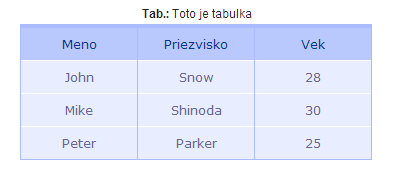 Tab.: Toto je tabulka
Meno Priezvisko Vek
John Snow 28
Mike Shinoda 30
Peter Parker 25